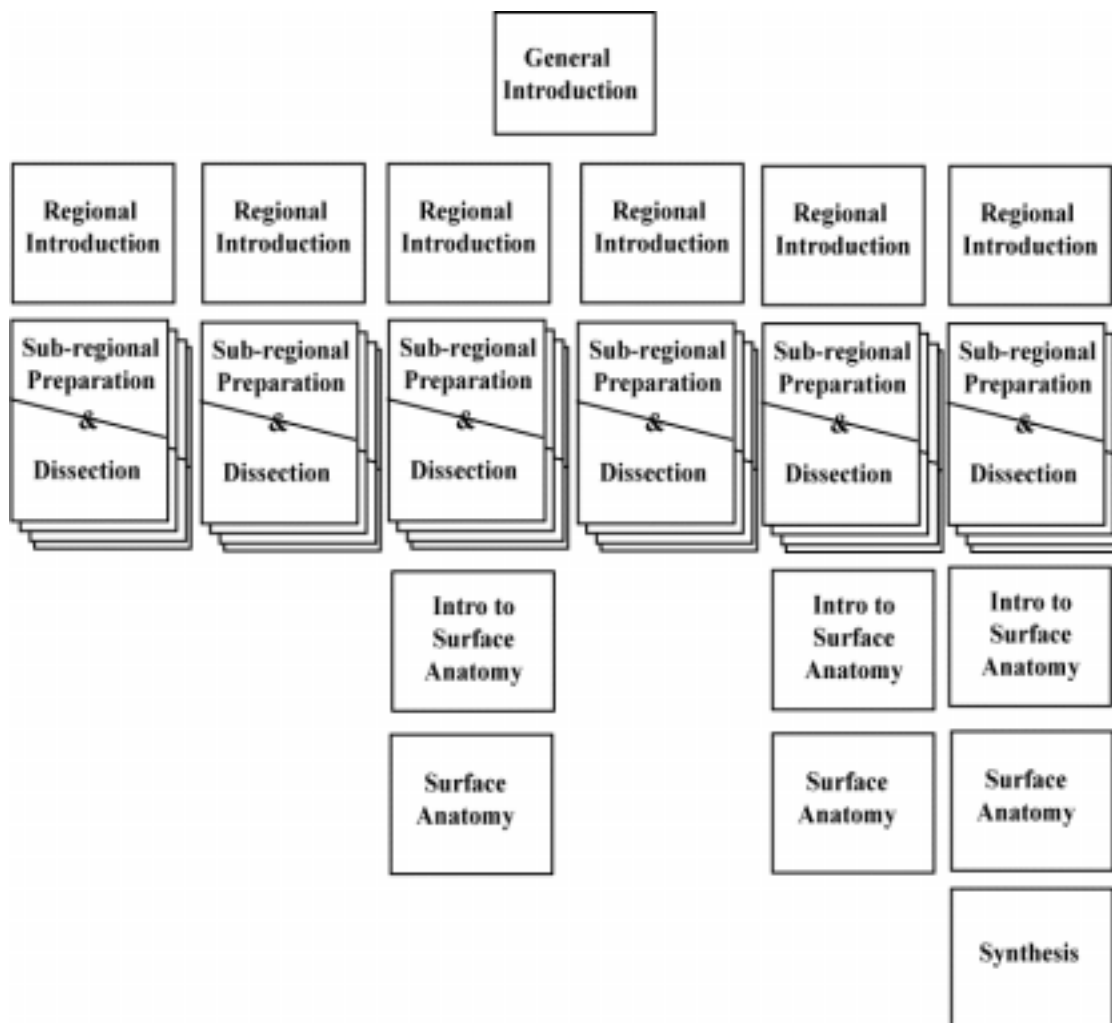 General
Introduction
Regional
Introduction
Regional
Introduction
Regional
Introduction
Regional
Introduction
Regional
Introduction
Regional
Introduction
Sub-regional
Preparation
&
Dissection
Sub-regional
Preparation
&
Dissection
Sub-regional
Preparation
&
Dissection
Sub-regional
Preparation
&
Dissection
Sub-regional
Preparation
&
Dissection
Sub-regional
Preparation
&
Dissection
Intro to
Surface
Anatomy
Intro to
Surface
Anatomy
Intro to
Surface
Anatomy
Surface
Anatomy
Surface
Anatomy
Surface
Anatomy
Synthesis